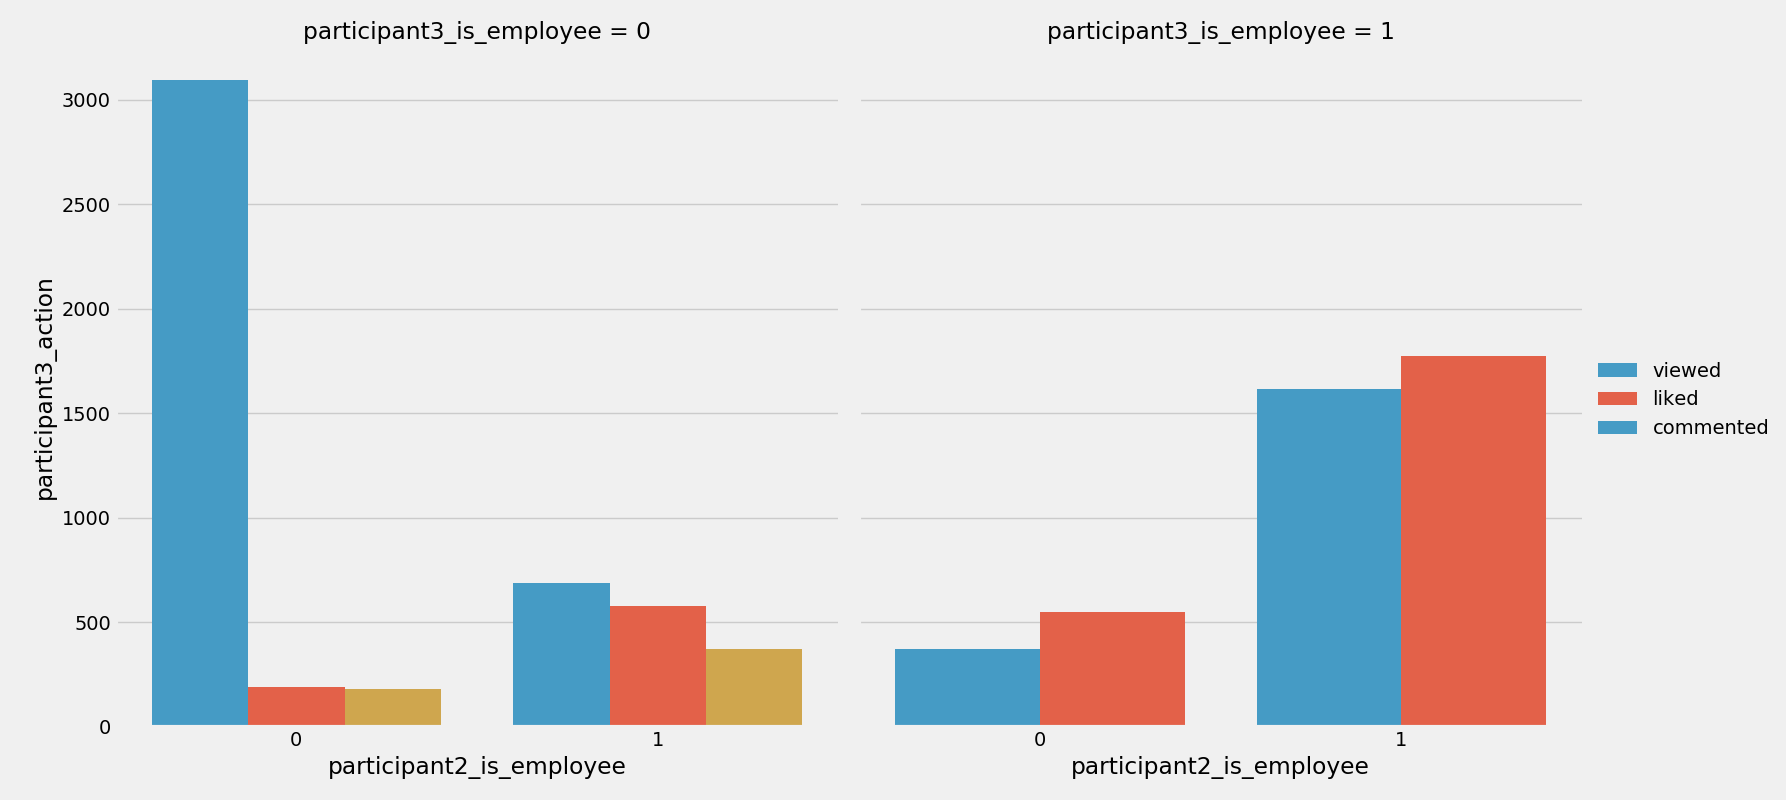 participant3_is_employee = 0
participant3_is_employee = 1
participant3_action
3000
2500
2000
1500
1000
500
0
0
1
0
1
participant2_is_employee
participant2_is_employee
viewed
liked
commented